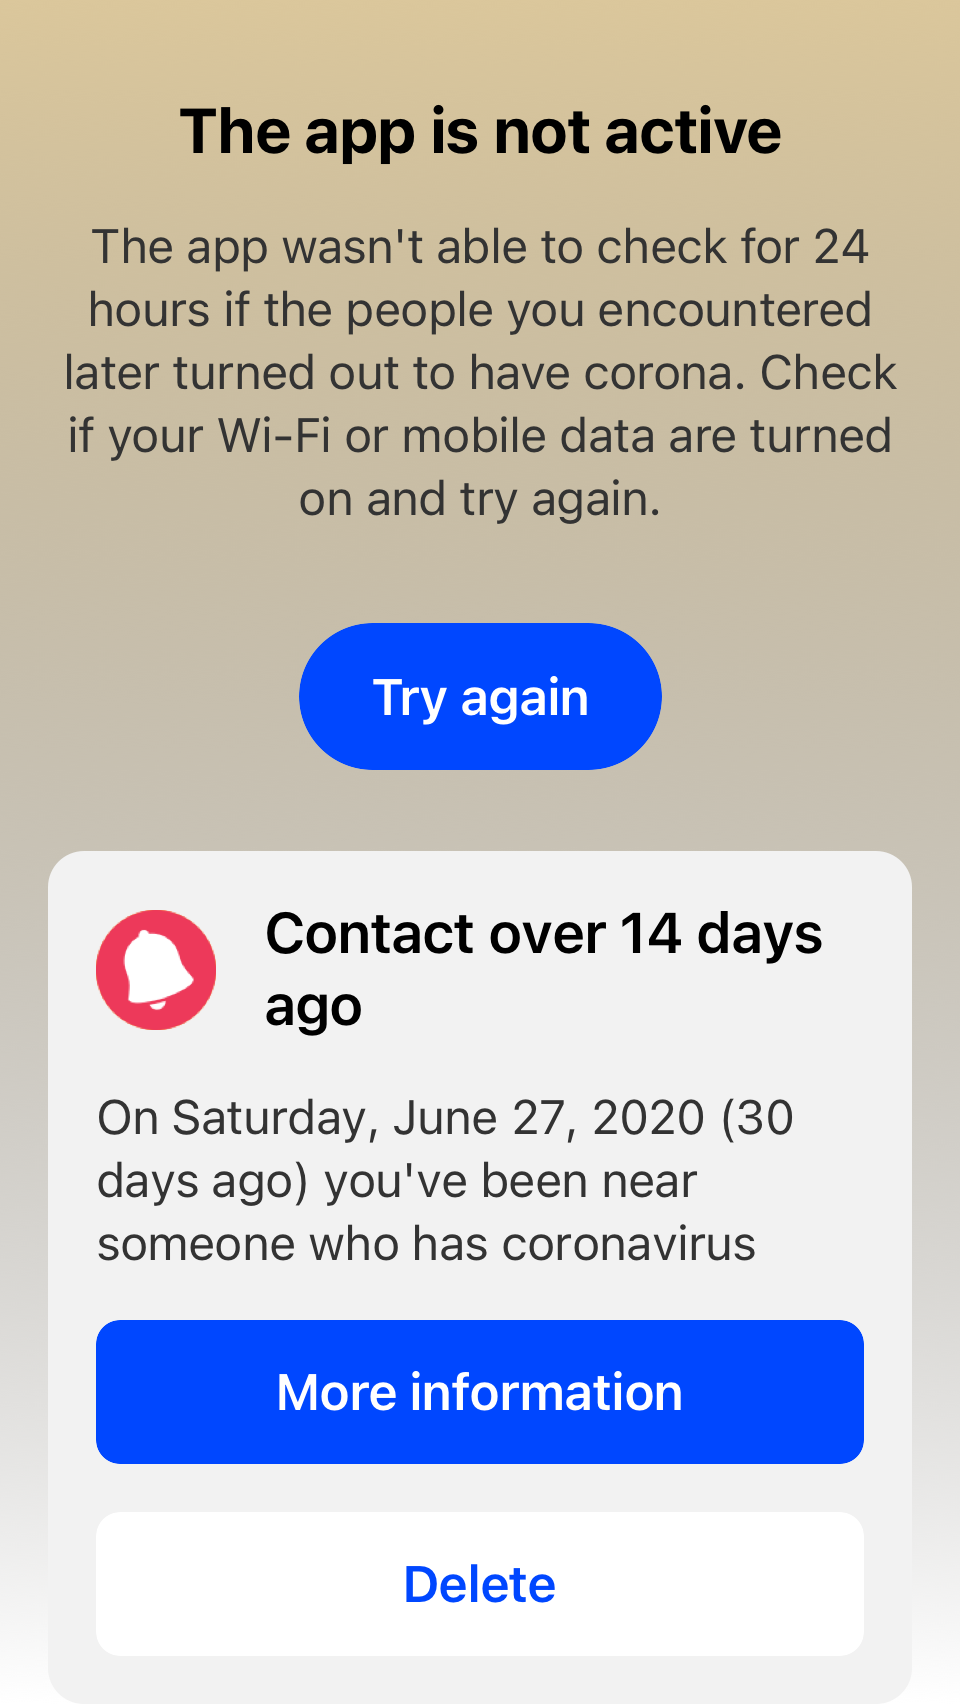 The app is not active
The app wasn't able to check for 24
hours if the people you encountered
later turned out to have corona. Check
if your Wi-Fi or mobile data are turned
on and try again.
Try again
Contact over 14 days
ago
On Saturday, June 27, 2020 (30
days ago) you've been near
someone who has coronavirus
More information
Delete